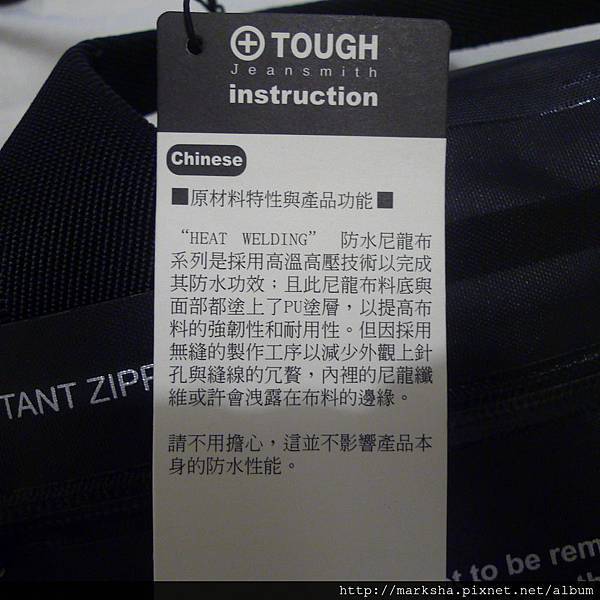 TOUGH
Jeansmith
instruction
Chinese
■原材料特性與產品功能■
“HEAT WELDING” 防水尼龍布
系列是採用高溫高壓技術以完成
其防水功效；且此尼龍布料底與
面部都塗上了PU塗層，以提高布
料的強韌性和耐用性。但因採用
無縫的製作工序以減少外觀上針
孔與縫線的冗贅，內裡的尼龍纖
維或許會洩露在布料的邊緣。
請不用擔心，這並不影響產品本
身的防水性能。
TANT ZIPP
t to be rem
the
http://marksha.pixnet.net/album